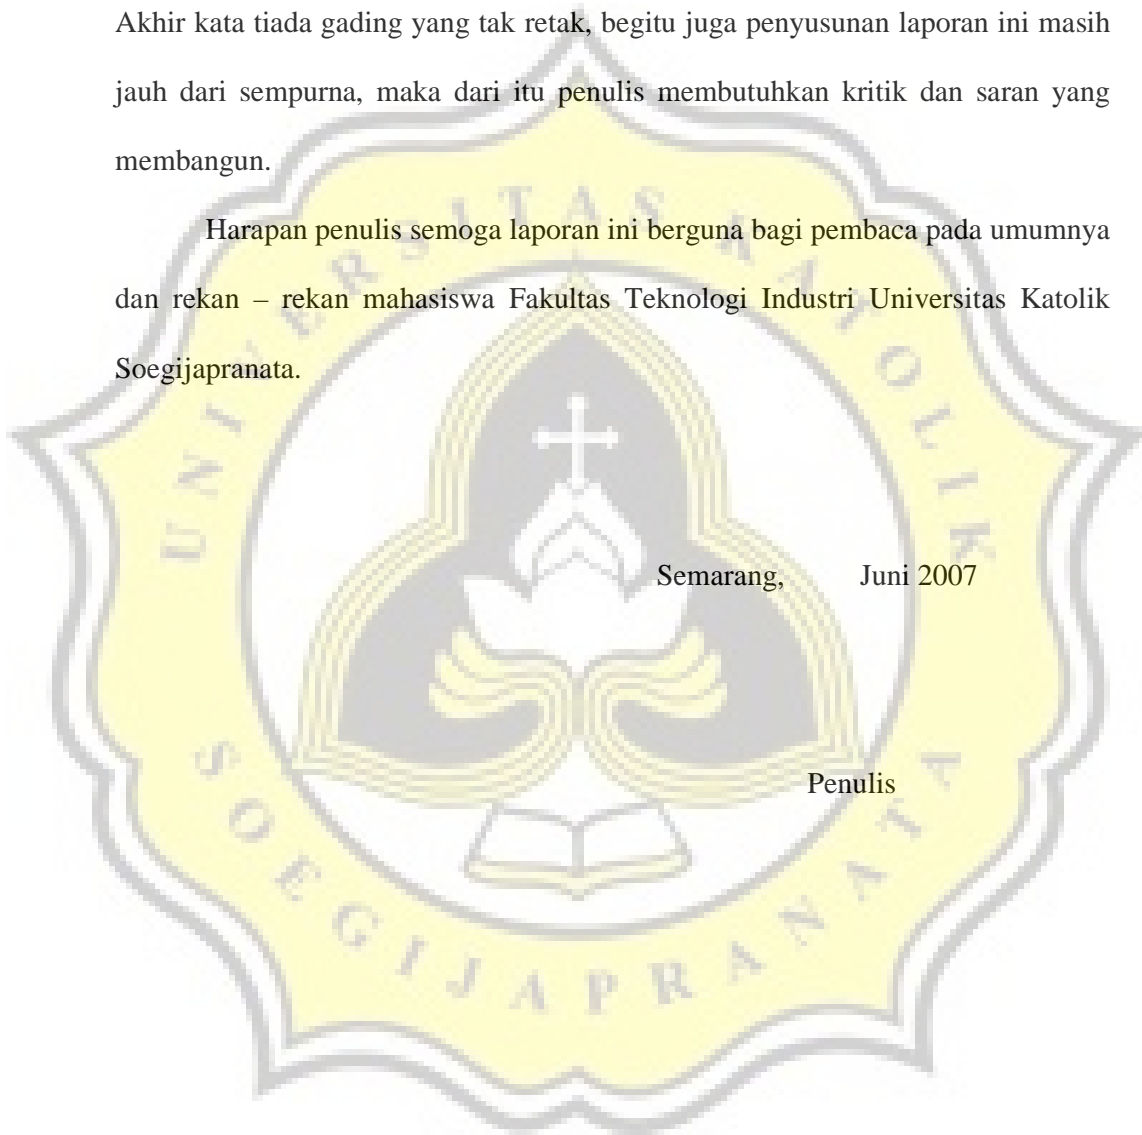 Akhir kata tiada gading yang tak retak, begitu juga penyusunan laporan ini masih
jauh dari sempurna, maka dari itu penulis membutuhkan kritik dan saran yang
membangun.
Harapan penulis semoga laporan ini berguna bagi pembaca pada umumnya
dan rekan – rekan mahasiswa Fakultas Teknologi Industri Universitas Katolik
Soegijapranata.
Semarang, Juni 2007
Penulis
UNIVERSITAS KATOLIK
SOEGIJAPRANATA